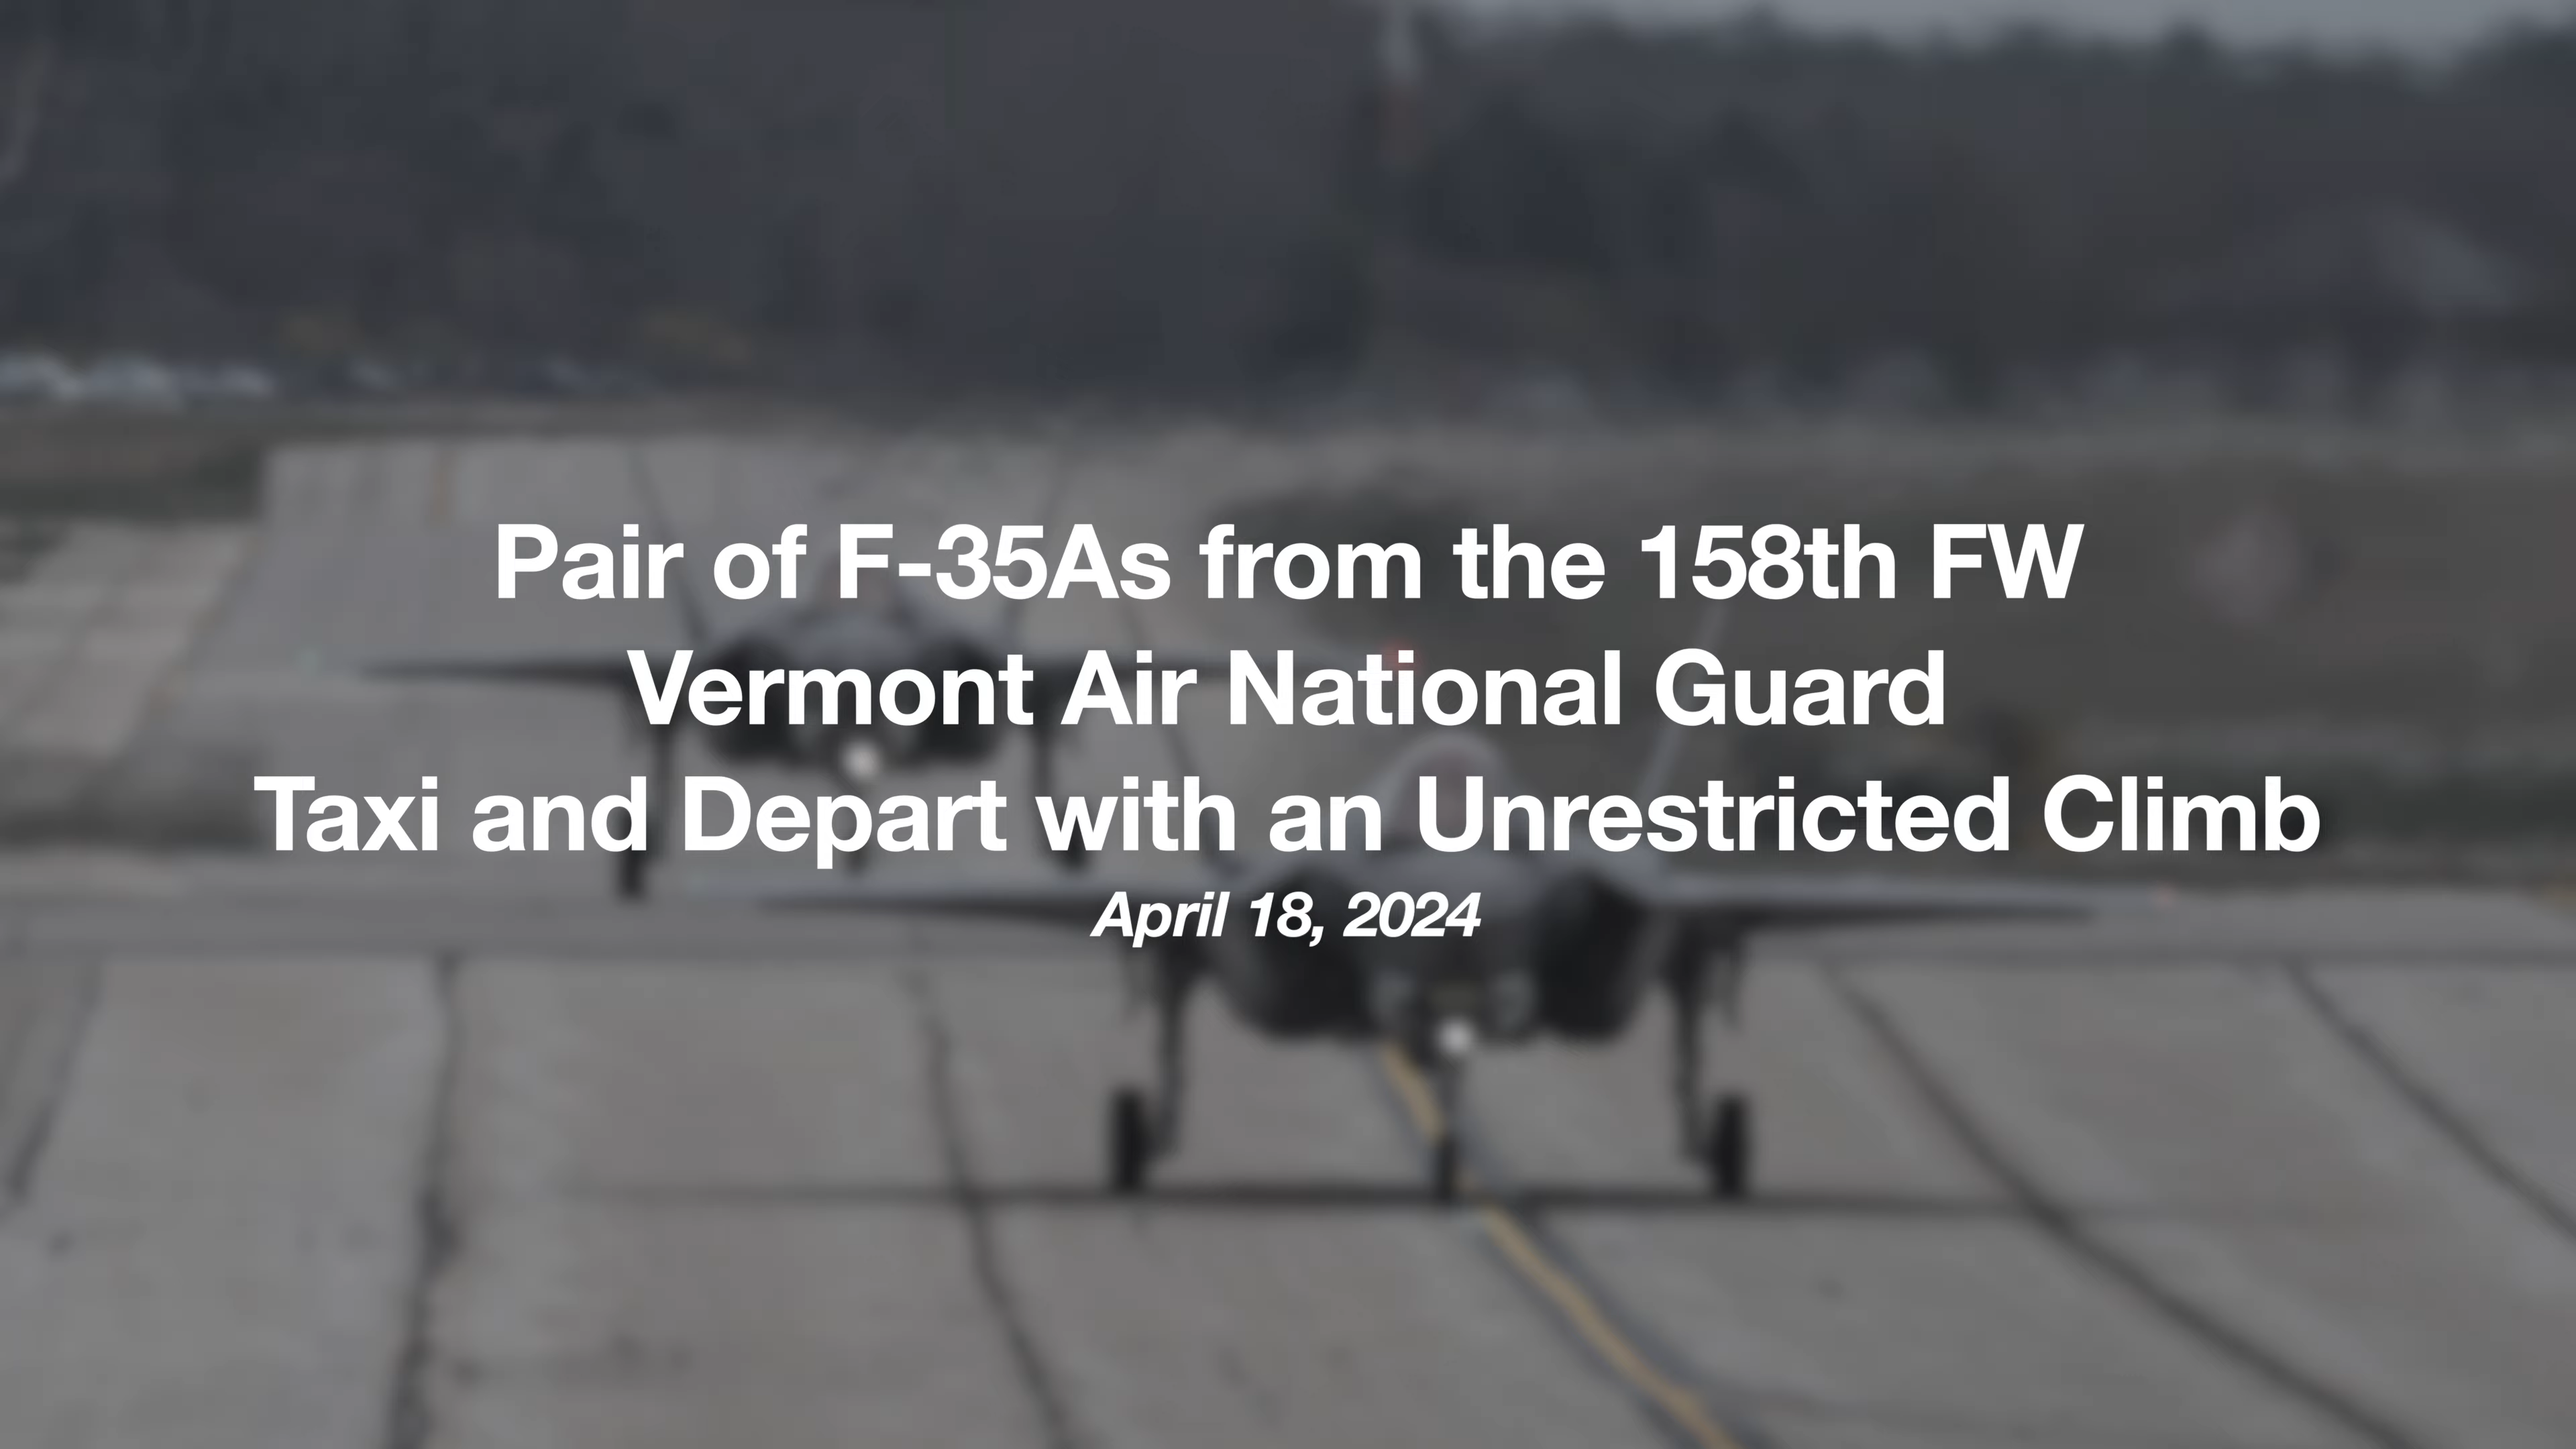 Pair of F-35As from the 158th FW
Vermont Air National Guard
Taxi and Depart with an Unrestricted Climb
April 18, 2024